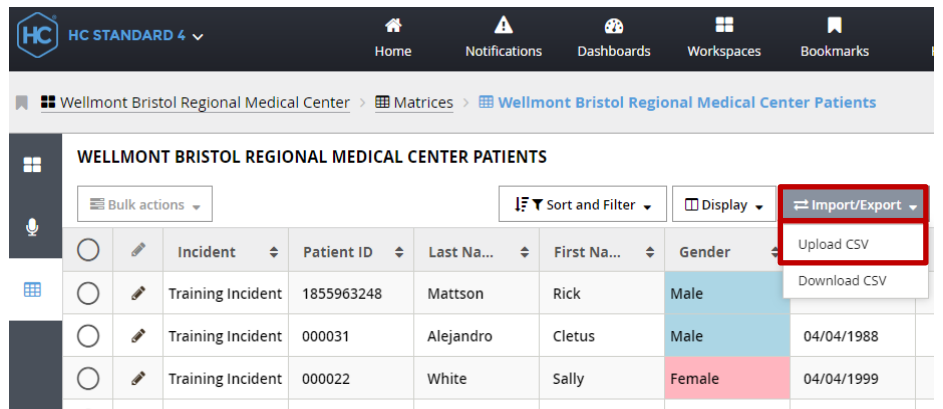 HC HC STANDARD 4
Home Notifications Dashboards Workspaces Bookmarks
Wellmont Bristol Regional Medical Center > Matrices > Wellmont Bristol Regional Medical Center Patients
WELLMONT BRISTOL REGIONAL MEDICAL CENTER PATIENTS
Bulk actions Sort and Filter Display Import/Export
Upload CSV
Download CSV
Incident Patient ID Last Na... First Na... Gender
Training Incident 1855963248 Mattson Rick Male
Training Incident 000031 Alejandro Cletus Male 04/04/1988
Training Incident 000022 White Sally Female 04/04/1999